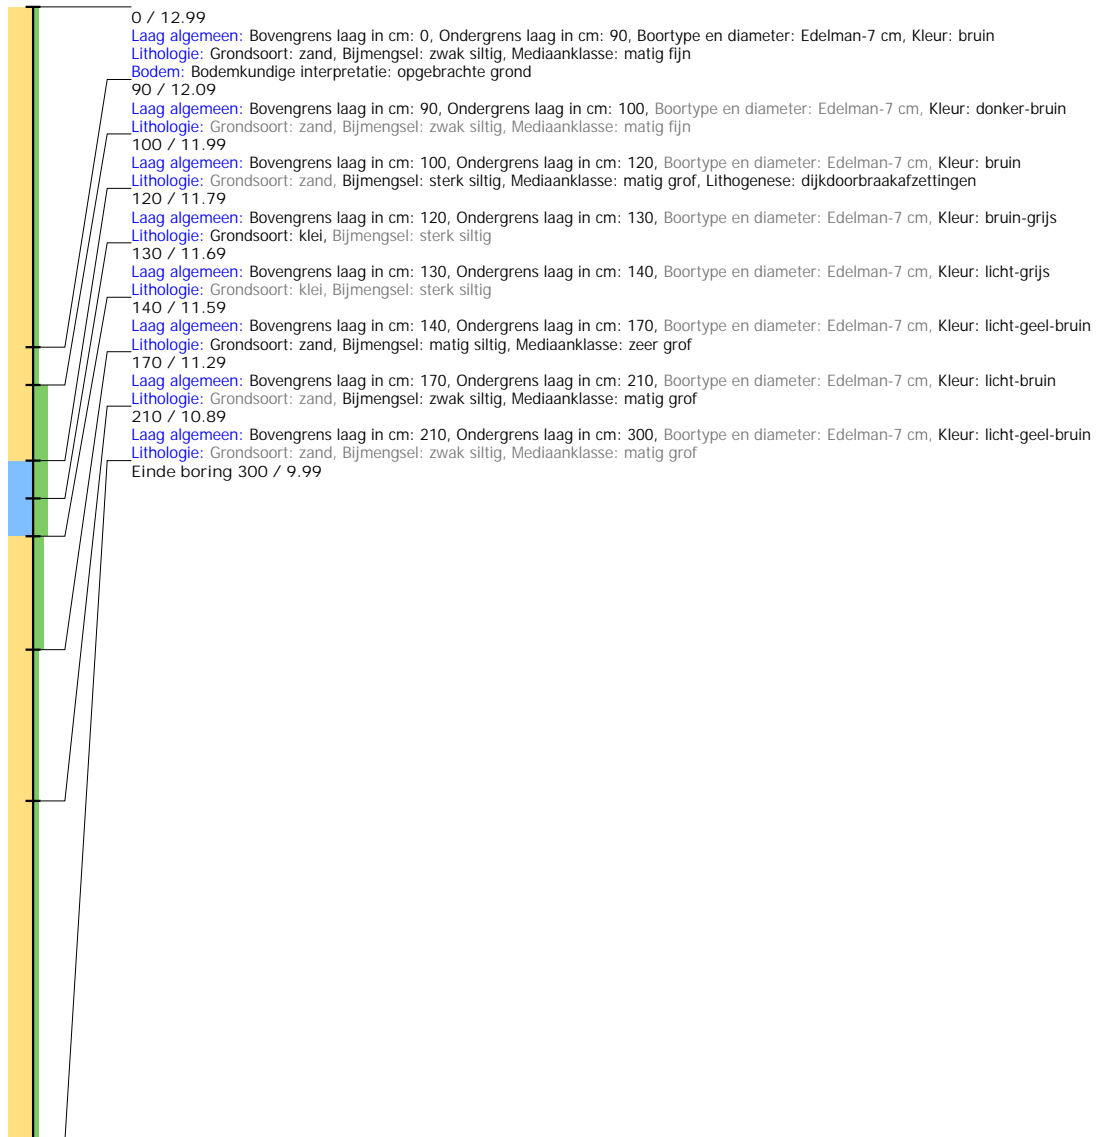 0 / 12.99
Laag algemeen: Bovengrens laag in cm: 0, Ondergrens laag in cm: 90, Boortype en diameter: Edelman-7 cm, Kleur: bruin
Lithologie: Grondsoort: zand, Bijmengsel: zwak siltig, Mediaanklasse: matig fijn
Bodem: Bodemkundige interpretatie: opgebrachte grond
90 / 12.09
Laag algemeen: Bovengrens laag in cm: 90, Ondergrens laag in cm: 100, Boortype en diameter: Edelman-7 cm, Kleur: donker-bruin
Lithologie: Grondsoort: zand, Bijmengsel: zwak siltig, Mediaanklasse: matig fijn
100 / 11.99
Laag algemeen: Bovengrens laag in cm: 100, Ondergrens laag in cm: 120, Boortype en diameter: Edelman-7 cm, Kleur: bruin
Lithologie: Grondsoort: zand, Bijmengsel: sterk siltig, Mediaanklasse: matig grof, Lithogenese: dijkdoorbraakafzettingen
120 / 11.79
Laag algemeen: Bovengrens laag in cm: 120, Ondergrens laag in cm: 130, Boortype en diameter: Edelman-7 cm, Kleur: bruin-grijs
Lithologie: Grondsoort: klei, Bijmengsel: sterk siltig
130 / 11.69
Laag algemeen: Bovengrens laag in cm: 130, Ondergrens laag in cm: 140, Boortype en diameter: Edelman-7 cm, Kleur: licht-grijs
Lithologie: Grondsoort: klei, Bijmengsel: sterk siltig
140 / 11.59
Laag algemeen: Bovengrens laag in cm: 140, Ondergrens laag in cm: 170, Boortype en diameter: Edelman-7 cm, Kleur: licht-geel-bruin
Lithologie: Grondsoort: zand, Bijmengsel: matig siltig, Mediaanklasse: zeer grof
170 / 11.29
Laag algemeen: Bovengrens laag in cm: 170, Ondergrens laag in cm: 210, Boortype en diameter: Edelman-7 cm, Kleur: licht-bruin
Lithologie: Grondsoort: zand, Bijmengsel: zwak siltig, Mediaanklasse: matig grof
210 / 10.89
Laag algemeen: Bovengrens laag in cm: 210, Ondergrens laag in cm: 300, Boortype en diameter: Edelman-7 cm, Kleur: licht-geel-bruin
Lithologie: Grondsoort: zand, Bijmengsel: zwak siltig, Mediaanklasse: matig grof
Einde boring 300 / 9.99